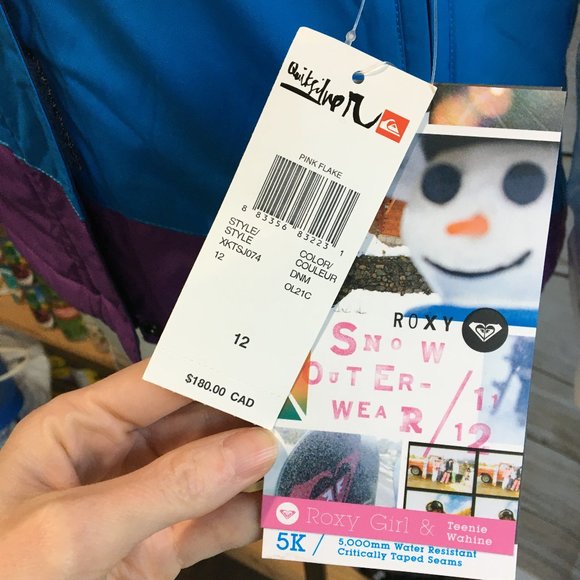 Quiksilver
PINK FLAKE
8 83356 83223 1
STYLE/
STYLE
XKTSJ074
12
COLOR/
COULEUR
DNM
OL21C
12
$180.00 CAD
ROXY
SNOW
OUTER-
WEAR/11
12
Roxy Girl & Teenie
Wahine
5K / 5,000mm Water Resistant
Critically Taped Seams